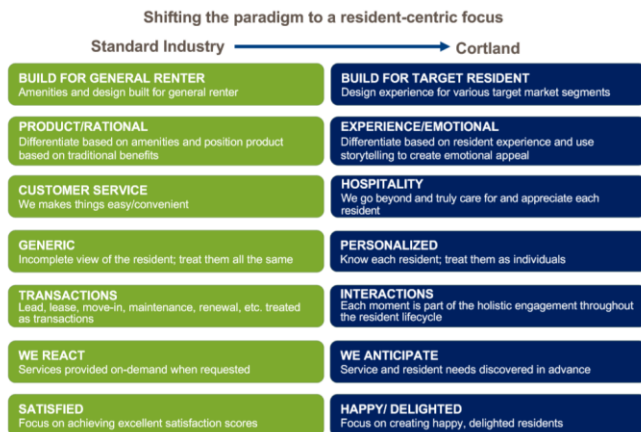 Shifting the paradigm to a resident-centric focus
Standard Industry
Cortland
BUILD FOR GENERAL RENTER
Amenities and design built for general renter
BUILD FOR TARGET RESIDENT
Design experience for various target market segments
PRODUCT/RATIONAL
Differentiate based on amenities and position product
based on traditional benefits
EXPERIENCE/EMOTIONAL
Differentiate based on resident experience and use
storytelling to create emotional appeal
CUSTOMER SERVICE
We makes things easy/convenient
HOSPITALITY
We go beyond and truly care for and appreciate each
resident
GENERIC
Incomplete view of the resident; treat them all the same
PERSONALIZED
Know each resident; treat them as individuals
TRANSACTIONS
Lead, lease, move-in, maintenance, renewal, etc. treated
as transactions
INTERACTIONS
Each moment is part of the holistic engagement throughout
the resident lifecycle
WE REACT
Services provided on-demand when requested
WE ANTICIPATE
Service and resident needs discovered in advance
SATISFIED
Focus on achieving excellent satisfaction scores
HAPPY/ DELIGHTED
Focus on creating happy, delighted residents